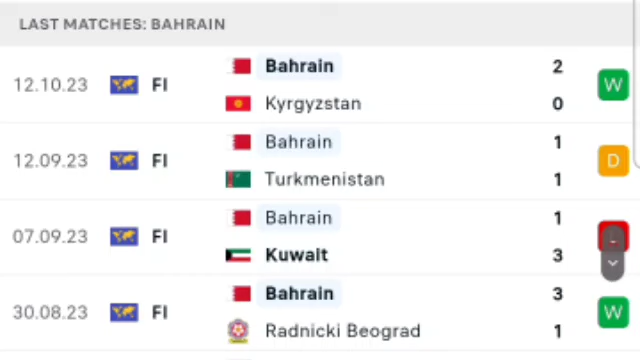 LAST MATCHES: BAHRAIN
12.10.23 FI Bahrain 2 W
Kyrgyzstan 0
12.09.23 FI Bahrain 1 D
Turkmenistan 1
07.09.23 FI Bahrain 1
Kuwait 3
30.08.23 FI Bahrain 3 W
Radnicki Beograd 1